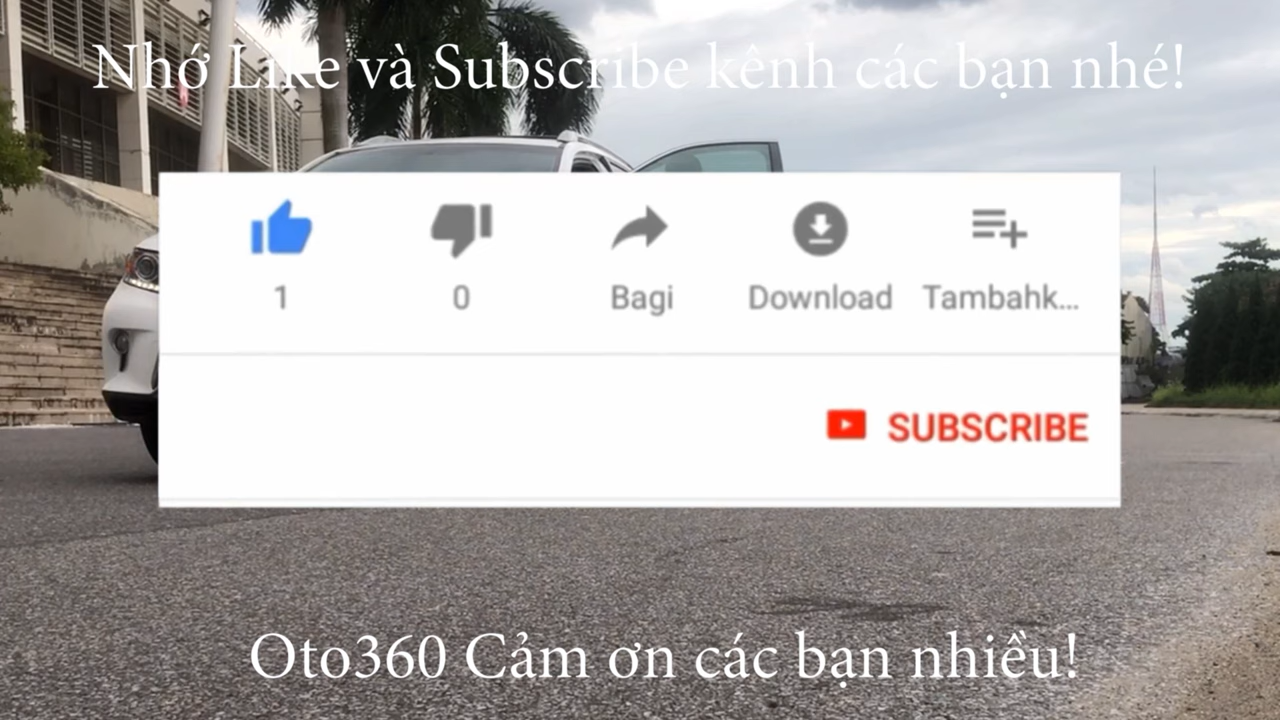 Nhớ Like và Subscribe kênh các bạn nhé!
1 0 Bagi Download Tambahk...
SUBSCRIBE
Oto360 Cảm ơn các bạn nhiều!